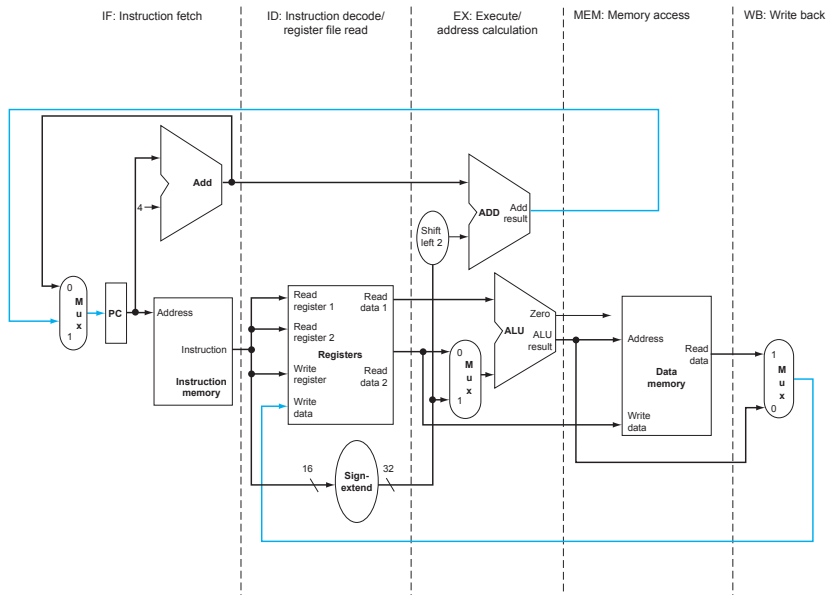 IF: Instruction fetch
ID: Instruction decode/
register file read
EX: Execute/
address calculation
MEM: Memory access
WB: Write back
Add
4
ADD
Add
result
Shift
left 2
0
M
u
x
1
PC
Address
Instruction
Instruction
memory
Read
register 1
Read
register 2
Write
register
Write
data
Registers
Read
data 1
Read
data 2
0
M
u
x
1
Zero
ALU
ALU
result
Address
Read
data
Data
memory
Write
data
1
M
u
x
0
16
Sign-
extend
32